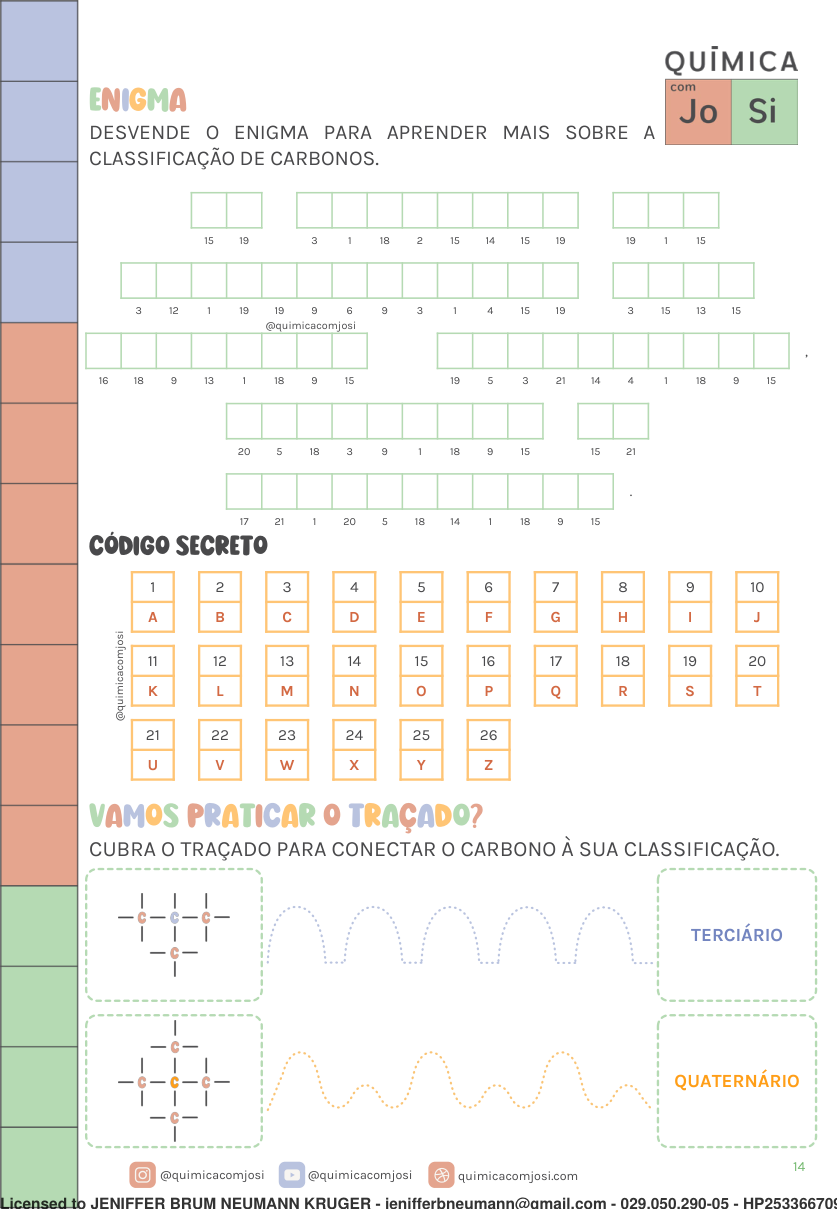 QUÍMICA
com
Jo Si
ENIGMA
DESVENDE O ENIGMA PARA APRENDER MAIS SOBRE A
CLASSIFICAÇÃO DE CARBONOS.
15 19 3 1 18 2 15 14 15 19 19 1 15
3 12 1 19 19 9 6 9 3 1 4 15 19 3 15 13 15
@quimicacomjosi
,
16 18 9 13 1 18 9 15 19 5 3 21 14 4 1 18 9 15
20 5 18 3 9 1 18 9 15 15 21
.
17 21 1 20 5 18 14 1 18 9 15
CÓDIGO SECRETO
1 2 3 4 5 6 7 8 9 10
A B C D E F G H I J
11 12 13 14 15 16 17 18 19 20
K L M N O P Q R S T
21 22 23 24 25 26
U V W X Y Z
@quimicacomjosi
VAMOS PRATICAR O TRAÇADO?
CUBRA O TRAÇADO PARA CONECTAR O CARBONO À SUA CLASSIFICAÇÃO.
C C C
C
TERCIÁRIO
C
C C C
C
QUATERNÁRIO
14
@quimicacomjosi @quimicacomjosi quimicacomjosi.com
Licensed to JENIFFER BRUM NEUMANN KRUGER - jenifferbneumann@gmail.com - 029.050.290-05 - HP253366709